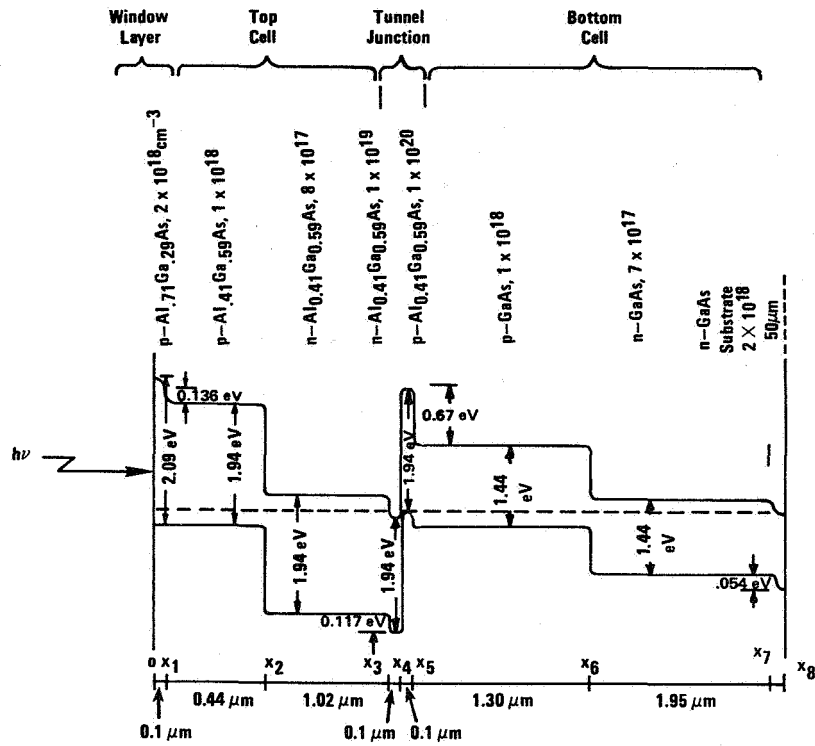 Window
Layer
Top
Cell
Tunnel
Junction
Bottom
Cell
p–Al.71Ga.29As, 2 x 10^18cm^−3
p–Al.41Ga.59As, 1 x 10^18
n–Al0.41Ga0.59As, 8 x 10^17
n–Al0.41Ga0.59As, 1 x 10^19
p–Al0.41Ga0.59As, 1 x 10^20
p–GaAs, 1 x 10^18
n–GaAs, 7 x 10^17
n–GaAs
Substrate
2 X 10^18
50μm
hν
0.136 eV
2.09 eV
1.94 eV
1.94 eV
0.117 eV
1.94 eV
1.94 eV
0.67 eV
1.44
eV
1.44
eV
.054 eV
o x1 x2 x3 x4 x5 x6 x7 x8
0.44 μm 1.02 μm 1.30 μm 1.95 μm
0.1 μm 0.1 μm 0.1 μm